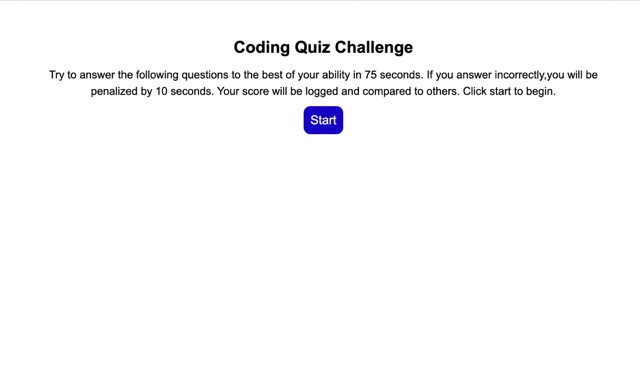 Coding Quiz Challenge
Try to answer the following questions to the best of your ability in 75 seconds. If you answer incorrectly,you will be
penalized by 10 seconds. Your score will be logged and compared to others. Click start to begin.
Start